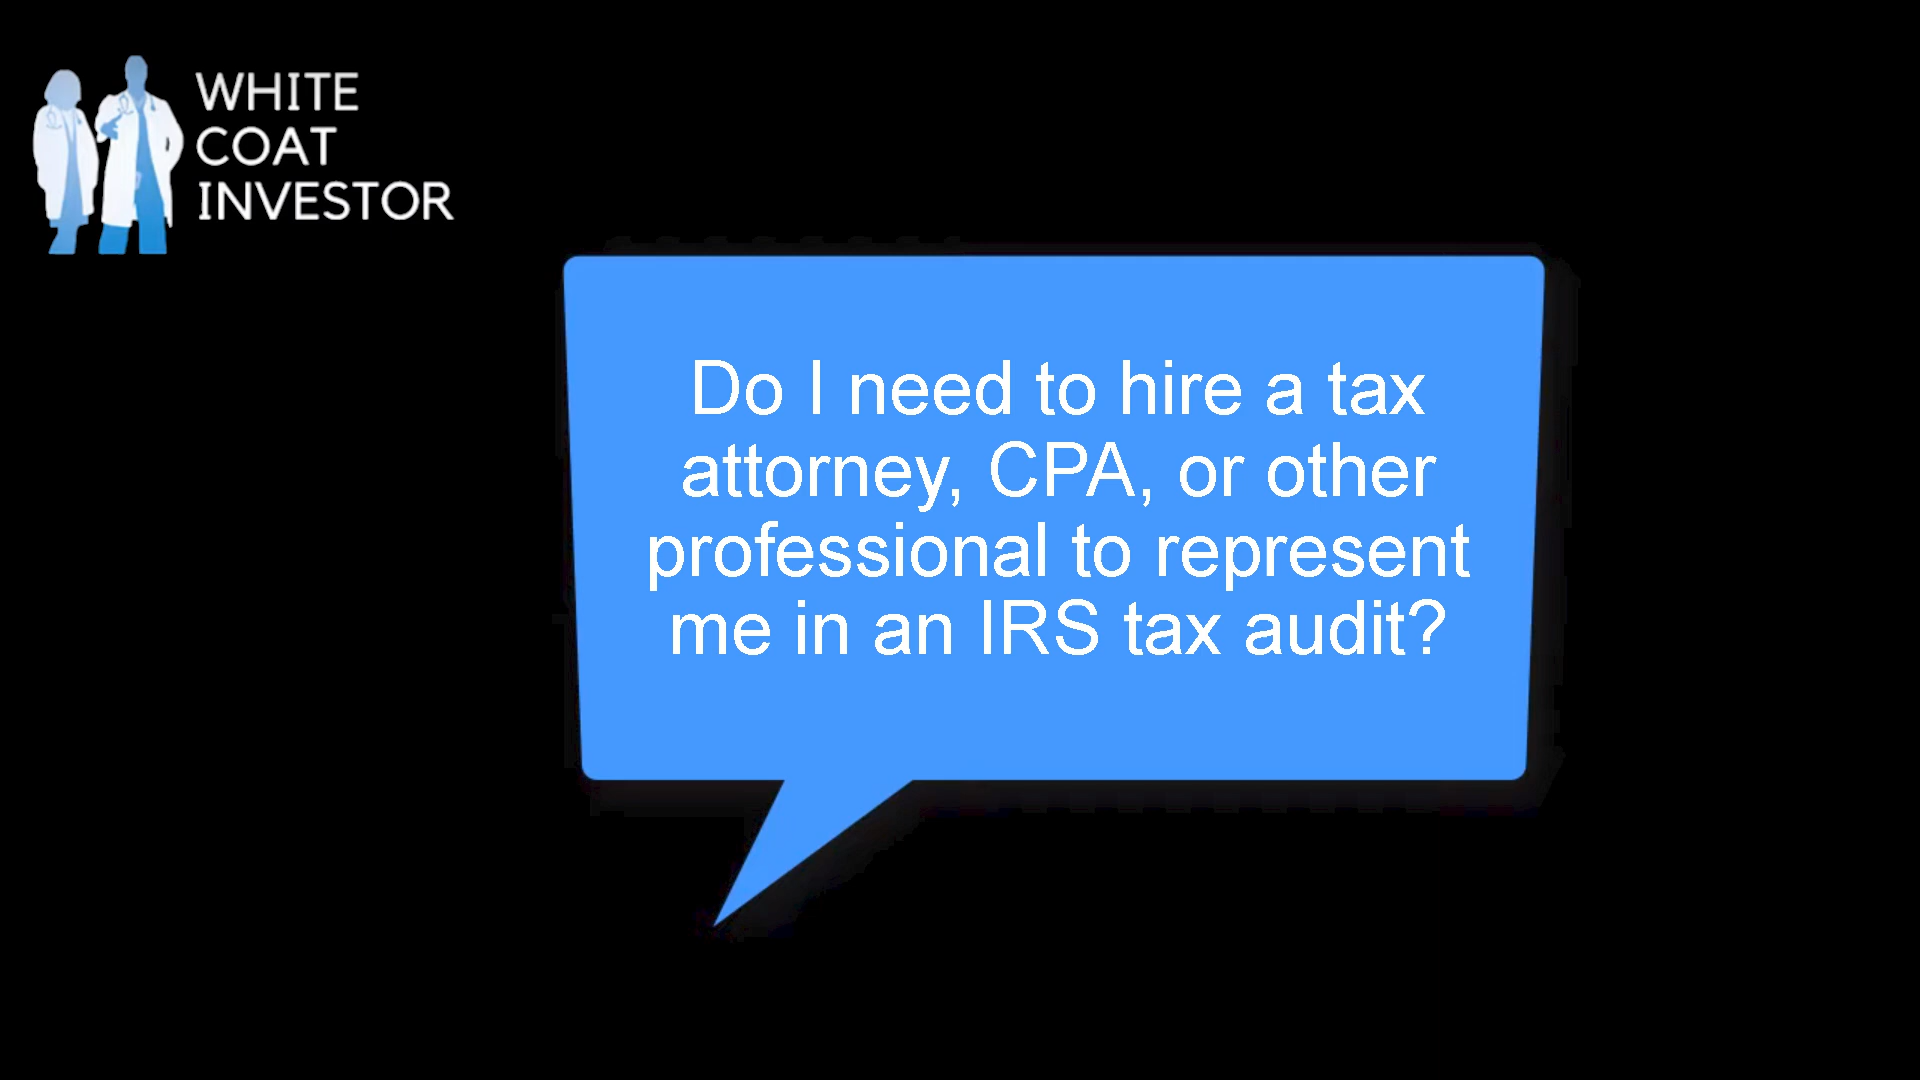 WHITE
COAT
INVESTOR
Do I need to hire a tax
attorney, CPA, or other
professional to represent
me in an IRS tax audit?